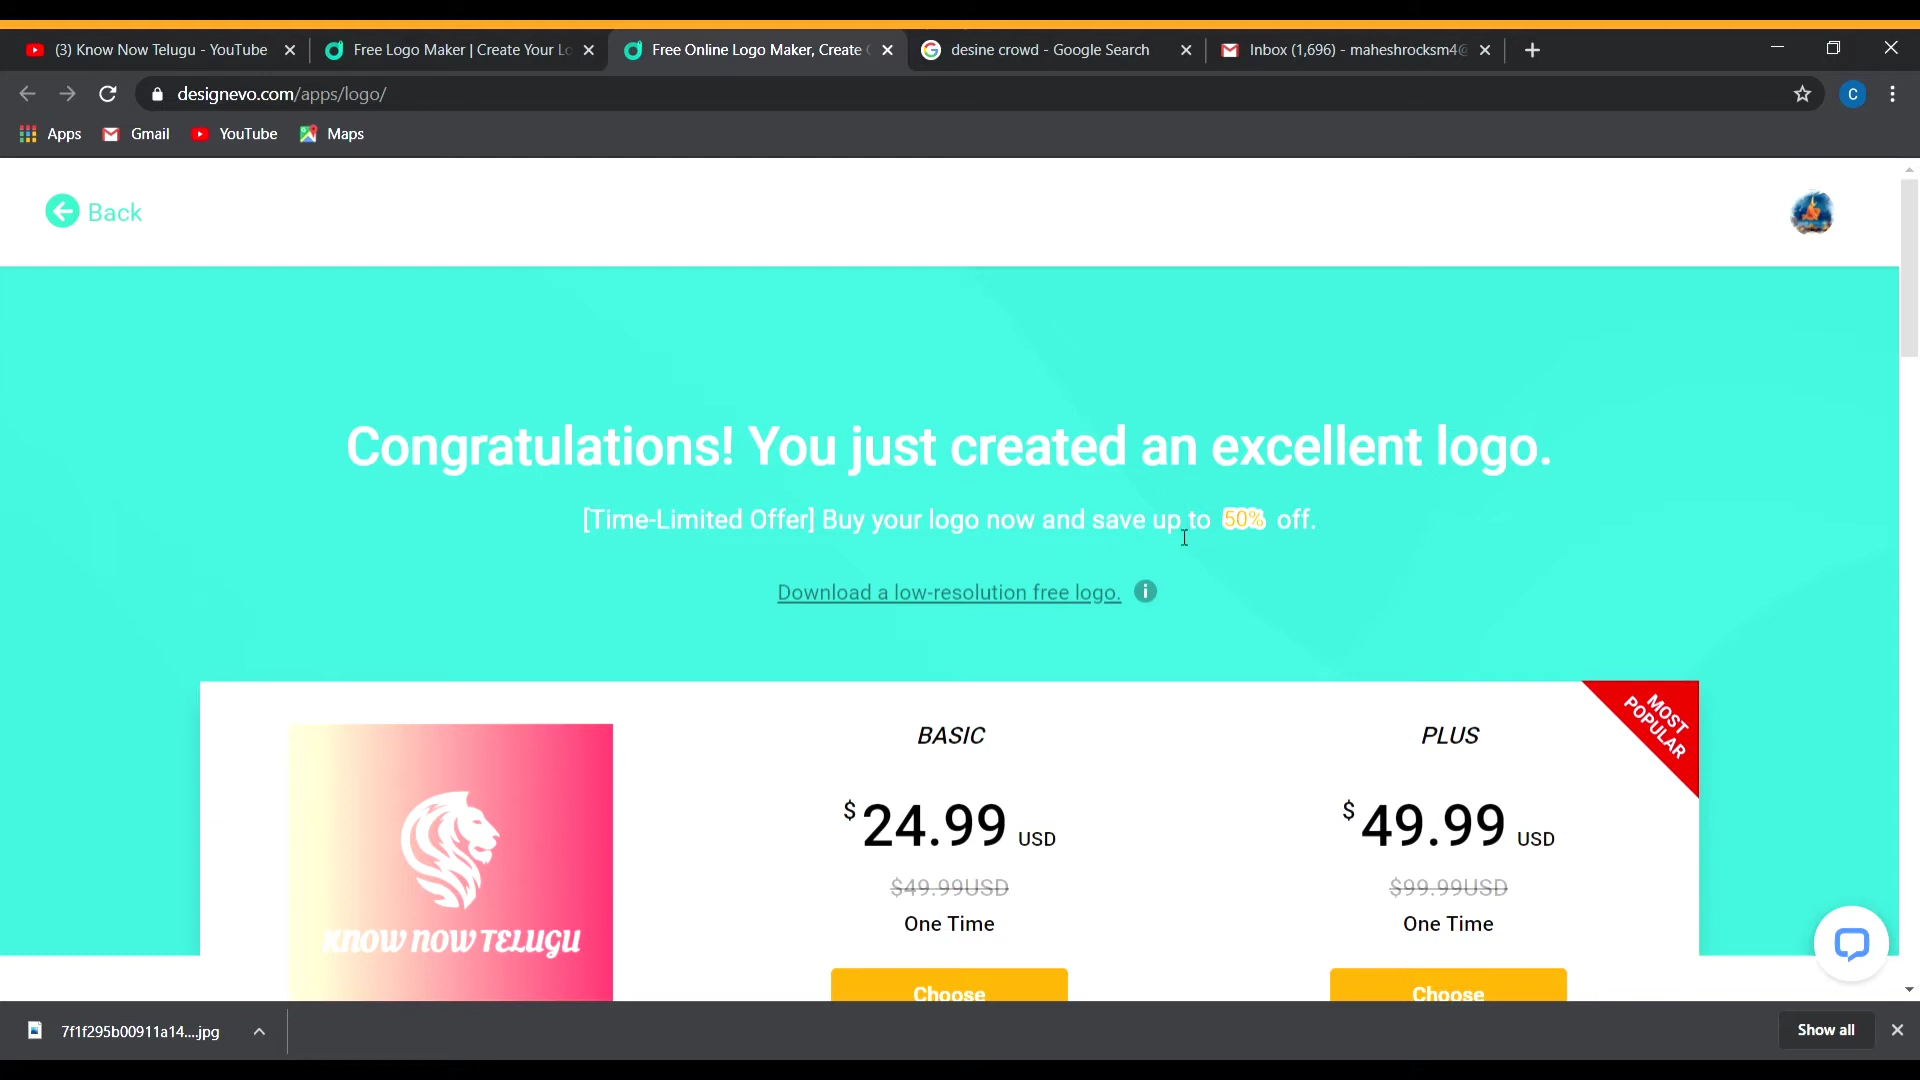 (3) Know Now Telugu - YouTube
Free Logo Maker | Create Your Lo
Free Online Logo Maker, Create
desine crowd - Google Search
Inbox (1,696) - maheshrocksm4@
designevo.com/apps/logo/
C
Apps
Gmail
YouTube
Maps
Back
Congratulations! You just created an excellent logo.
[Time-Limited Offer] Buy your logo now and save up to 50% off.
Download a low-resolution free logo. i
MOST
POPULAR
BASIC
PLUS
$24.99 USD
$49.99 USD
$49.99USD
$99.99USD
One Time
One Time
KNOW NOW TELUGU
Choose
Choose
7f1f295b00911a14....jpg
Show all